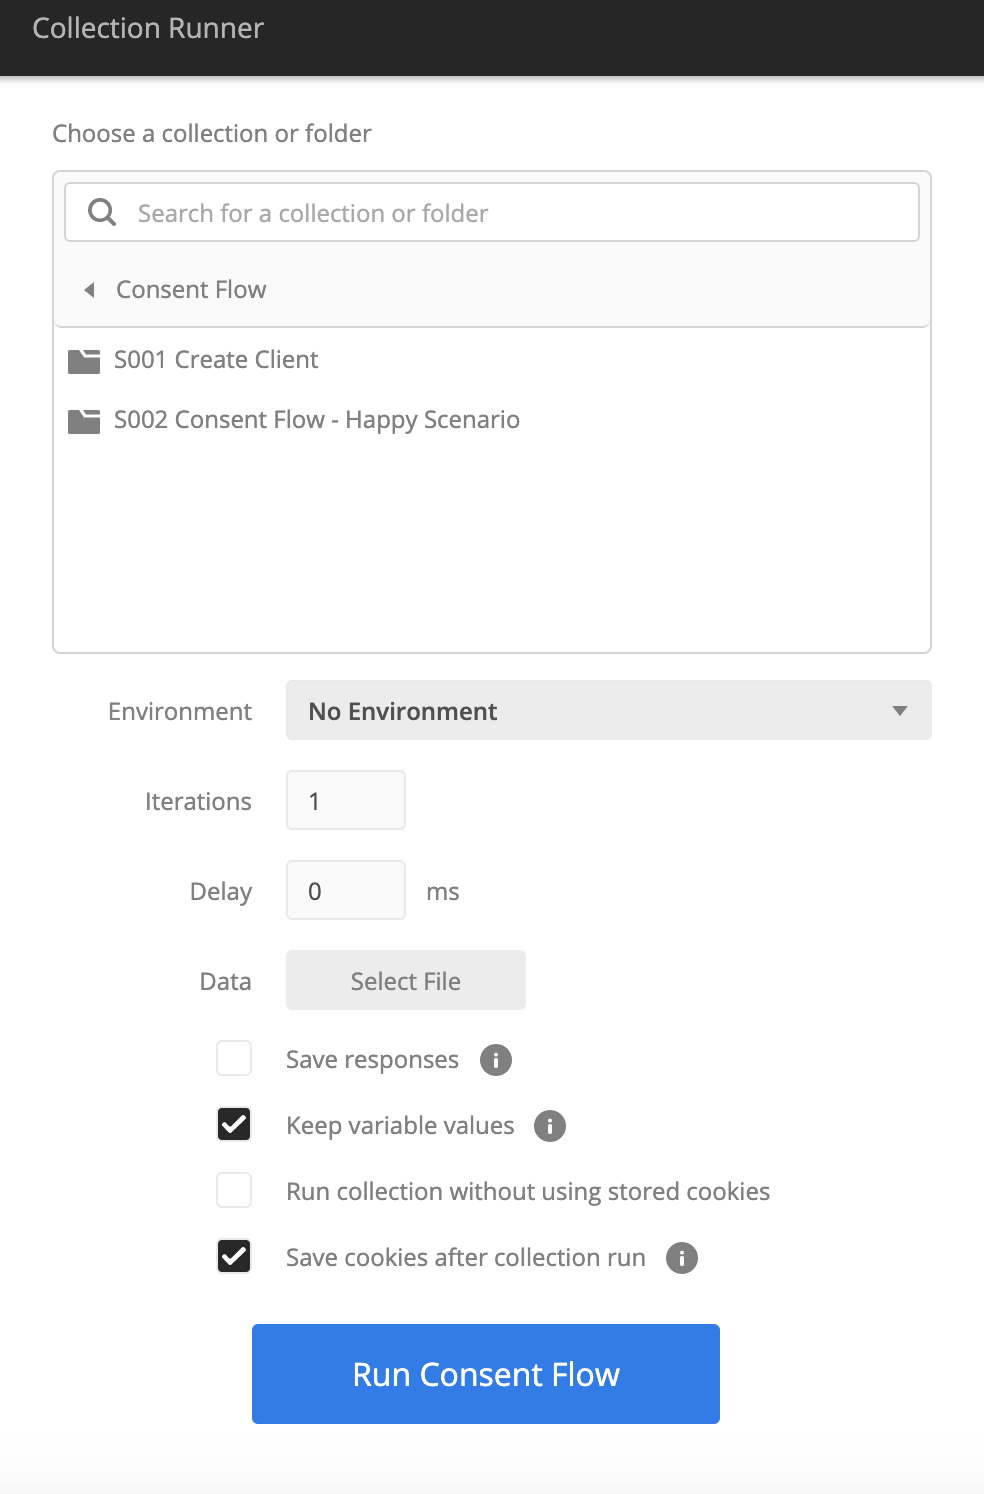 Collection Runner
Choose a collection or folder
Search for a collection or folder
Consent Flow
S001 Create Client
S002 Consent Flow - Happy Scenario
Environment No Environment
Iterations 1
Delay 0 ms
Data Select File
Save responses
Keep variable values
Run collection without using stored cookies
Save cookies after collection run
Run Consent Flow